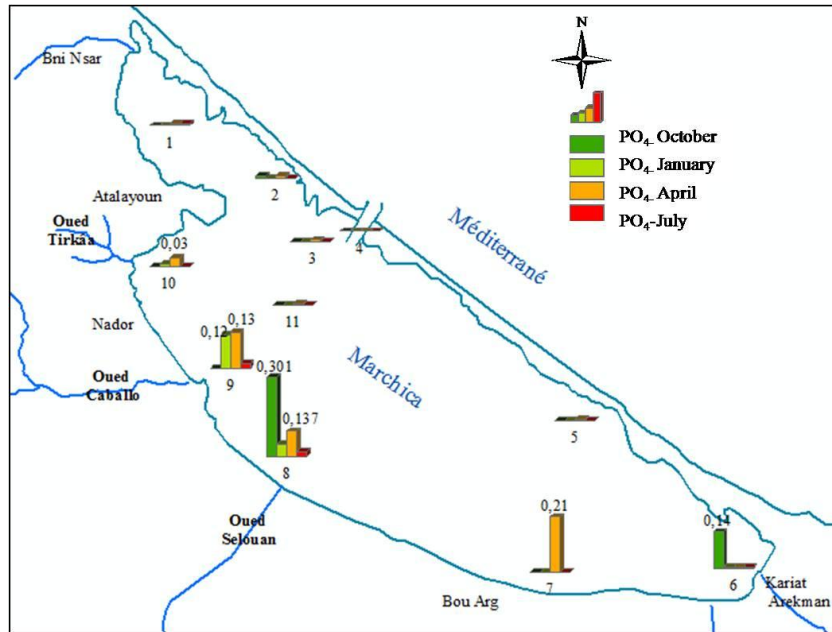 N
Bni Nsar
PO4- October
PO4- January
PO4- April
PO4-July
1
2
Atalayoun
Oued
Tirkâa
0,03
10
3
4
Méditerrané
11
Nador
0,12
0,13
9
Oued
Caballo
0,301
0,137
8
Marchica
5
Oued
Selouan
0,21
7
0,14
6
Bou Arg
Kariat
Arekman